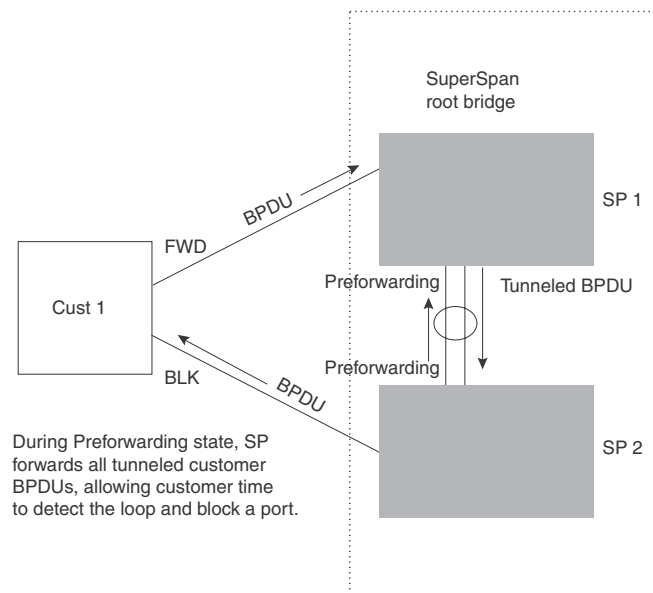 SuperSpan
root bridge
SP 1
BPDU
FWD
Preforwarding
Tunneled BPDU
Cust 1
Preforwarding
BLK
BPDU
SP 2
During Preforwarding state, SP
forwards all tunneled customer
BPDUs, allowing customer time
to detect the loop and block a port.